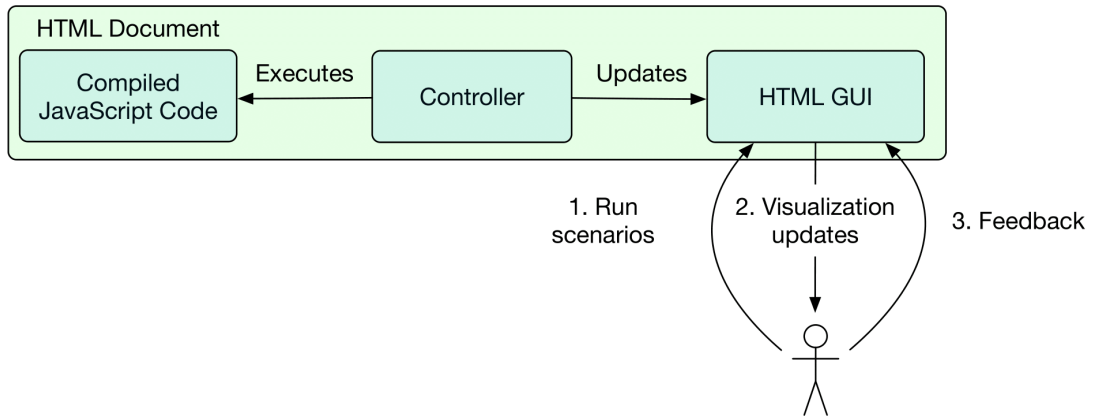 HTML Document
Compiled
JavaScript Code
Executes
Controller
Updates
HTML GUI
1. Run
scenarios
2. Visualization
updates
3. Feedback